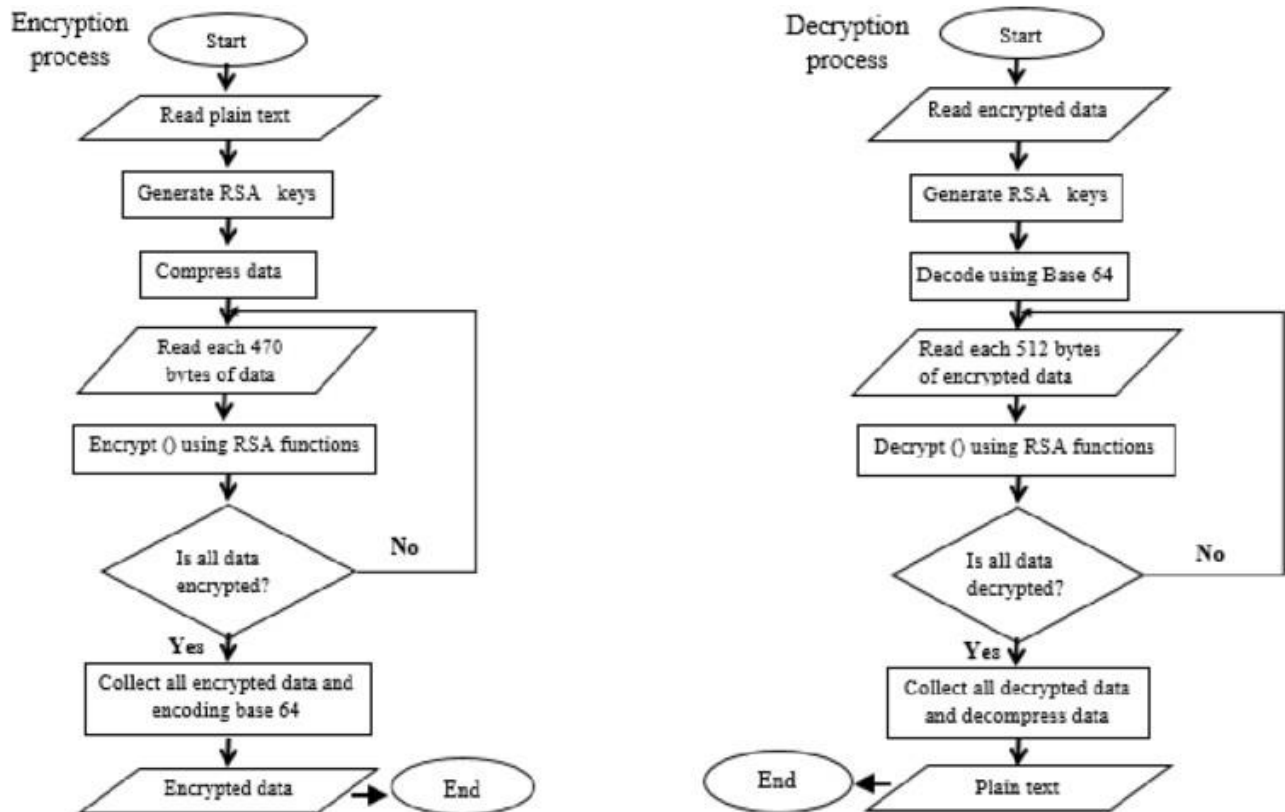 Encryption
process
Start
Read plain text
Generate RSA keys
Compress data
Read each 470
bytes of data
Encrypt () using RSA functions
Is all data
encrypted?
No
Yes
Collect all encrypted data and
encoding base 64
Encrypted data
End
Decryption
process
Start
Read encrypted data
Generate RSA keys
Decode using Base 64
Read each 512 bytes
of encrypted data
Decrypt () using RSA functions
Is all data
decrypted?
No
Yes
Collect all decrypted data
and decompress data
Plain text
End